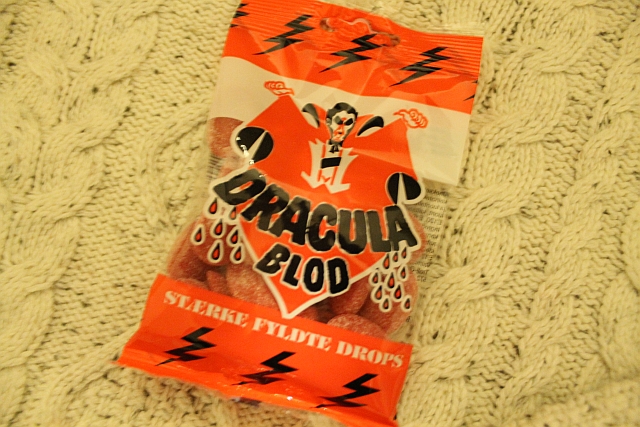 DRACULA
BLOD
STÆRKE FYLDTE DROPS